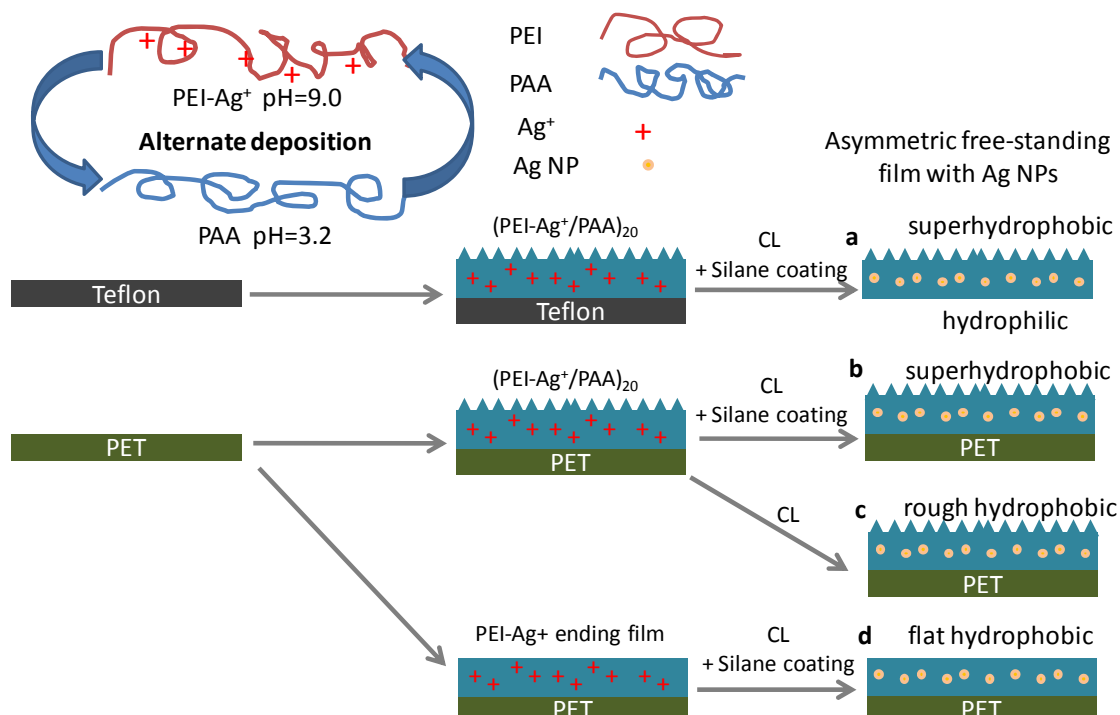 PEI-Ag⁺ pH=9.0
Alternate deposition
PAA pH=3.2
PEI
PAA
Ag⁺
Ag NP
Asymmetric free-standing
film with Ag NPs
(PEI-Ag⁺/PAA)₂₀
CL
+ Silane coating
a
superhydrophobic
Teflon
Teflon
hydrophilic
(PEI-Ag⁺/PAA)₂₀
CL
+ Silane coating
b
superhydrophobic
PET
PET
PET
CL
c
rough hydrophobic
PET
PEI-Ag+ ending film
CL
+ Silane coating
d
flat hydrophobic
PET
PET